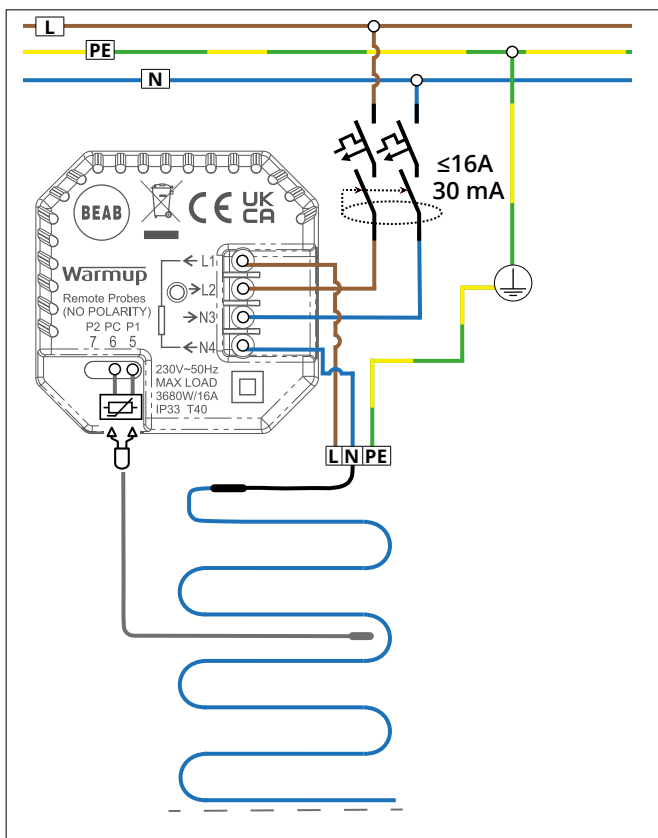 L
PE
N
≤16A
30 mA
BEAB
CE UK
CA
Warmup
Remote Probes
(NO POLARITY)
P2 PC P1
7 6 5
L1
L2
N3
N4
230V~50Hz
MAX LOAD
3680W/16A
IP33 T40
L N PE